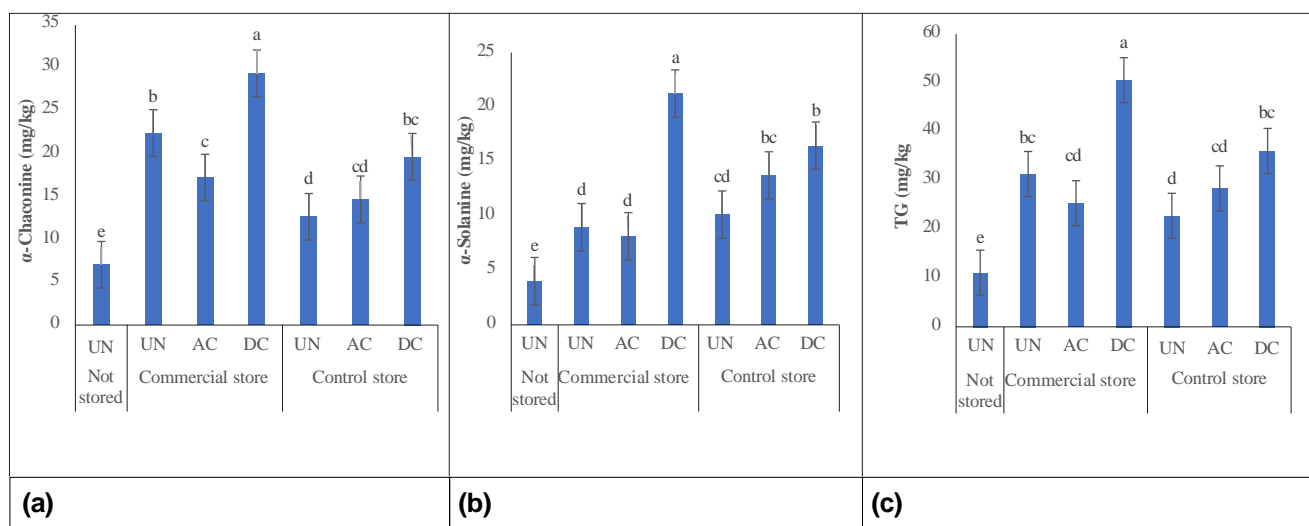 α-Chaconine (mg/kg)
35
30
25
20
15
10
5
0
e
b
c
a
d
cd
bc
UN UN AC DC UN AC DC
Not stored Commercial store Control store
(a)
α-Solanine (mg/kg)
25
20
15
10
5
0
e
d
d
a
cd
bc
b
UN UN AC DC UN AC DC
Not stored Commercial store Control store
(b)
TG (mg/kg)
60
50
40
30
20
10
0
e
bc
cd
a
d
cd
bc
UN UN AC DC UN AC DC
Not stored Commercial store Control store
(c)